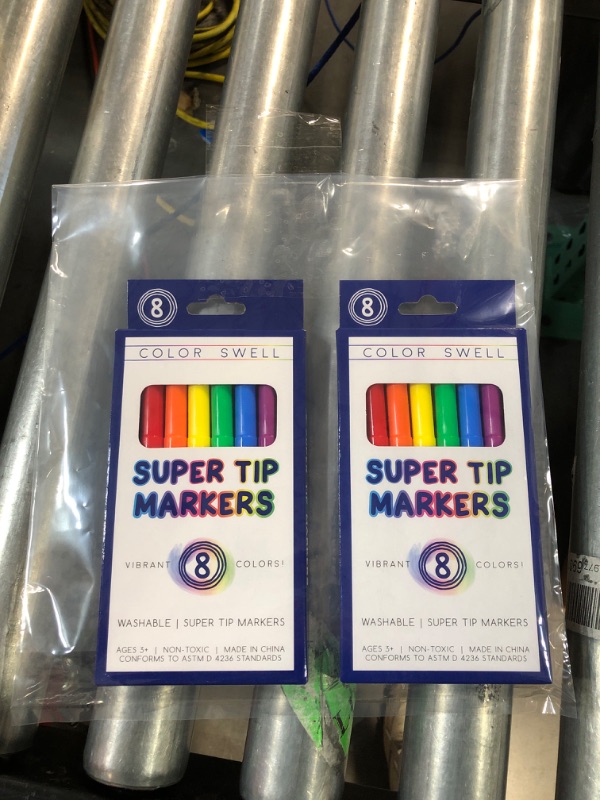 8
COLOR SWELL
SUPER TIP
MARKERS
VIBRANT 8 COLORS!
WASHABLE | SUPER TIP MARKERS
AGES 3+ | NON-TOXIC | MADE IN CHINA
CONFORMS TO ASTM D 4236 STANDARDS
8
COLOR SWELL
SUPER TIP
MARKERS
VIBRANT 8 COLORS!
WASHABLE | SUPER TIP MARKERS
AGES 3+ | NON-TOXIC | MADE IN CHINA
CONFORMS TO ASTM D 4236 STANDARDS